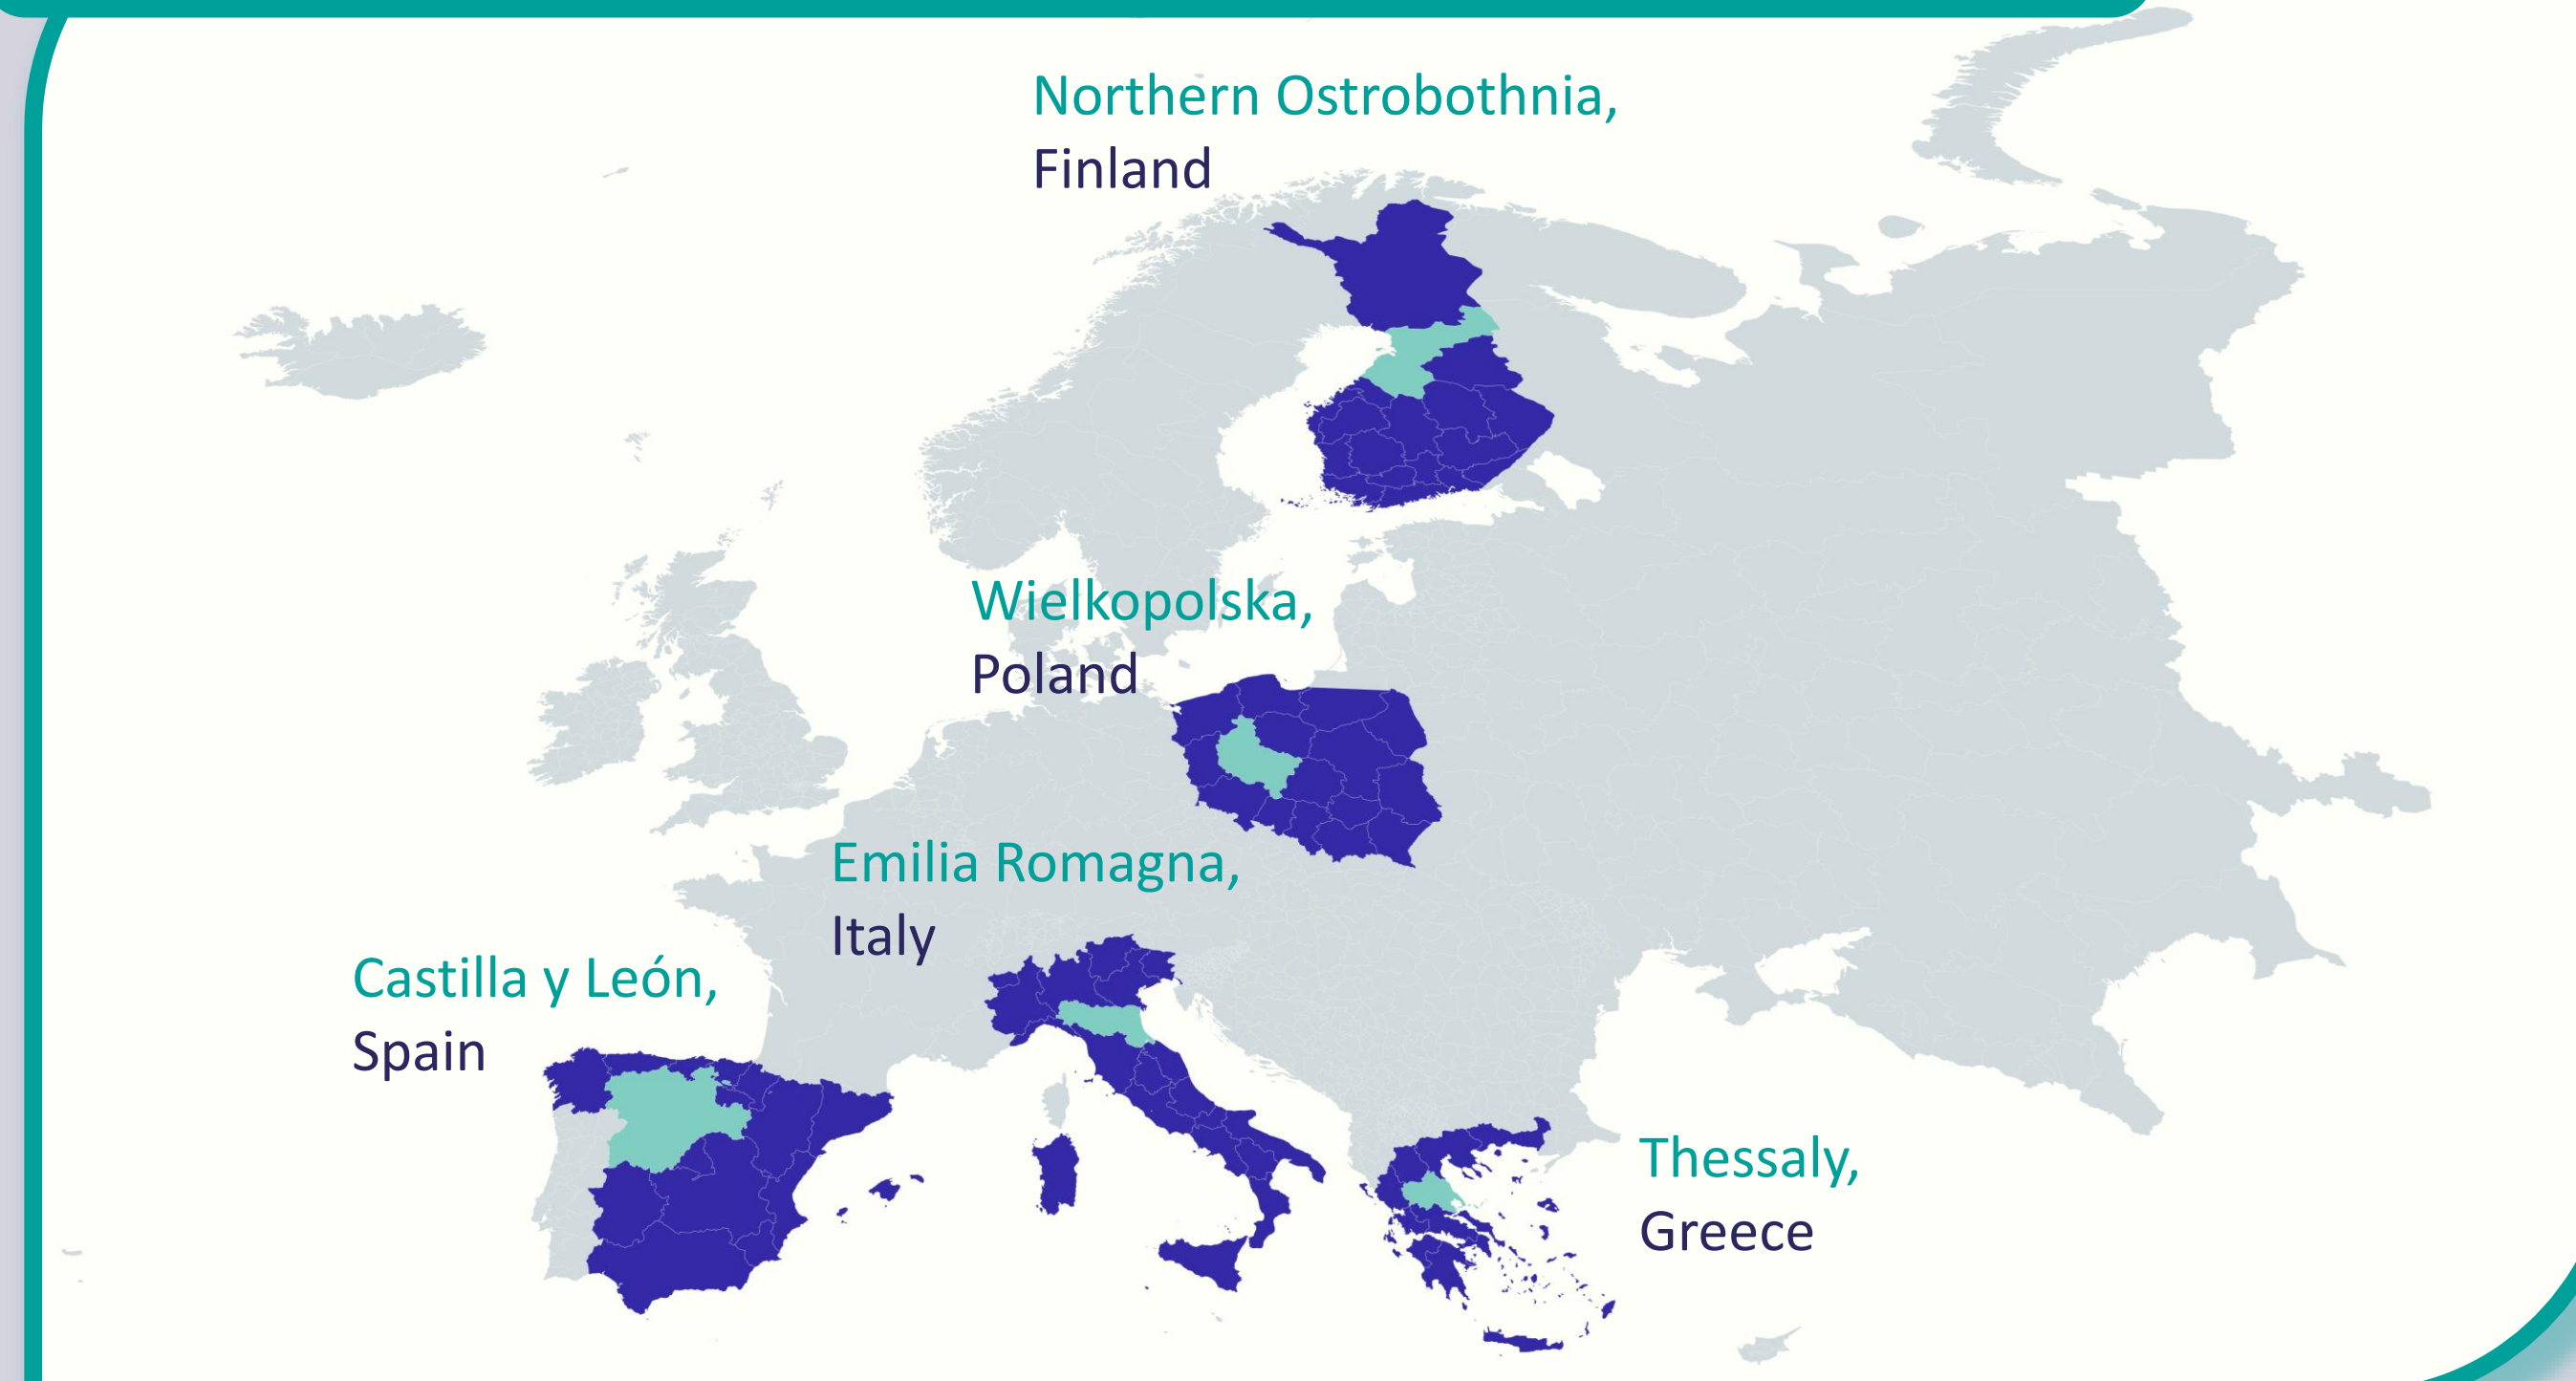 Northern Ostrobothnia,
Finland
Wielkopolska,
Poland
Emilia Romagna,
Italy
Castilla y León,
Spain
Thessaly,
Greece